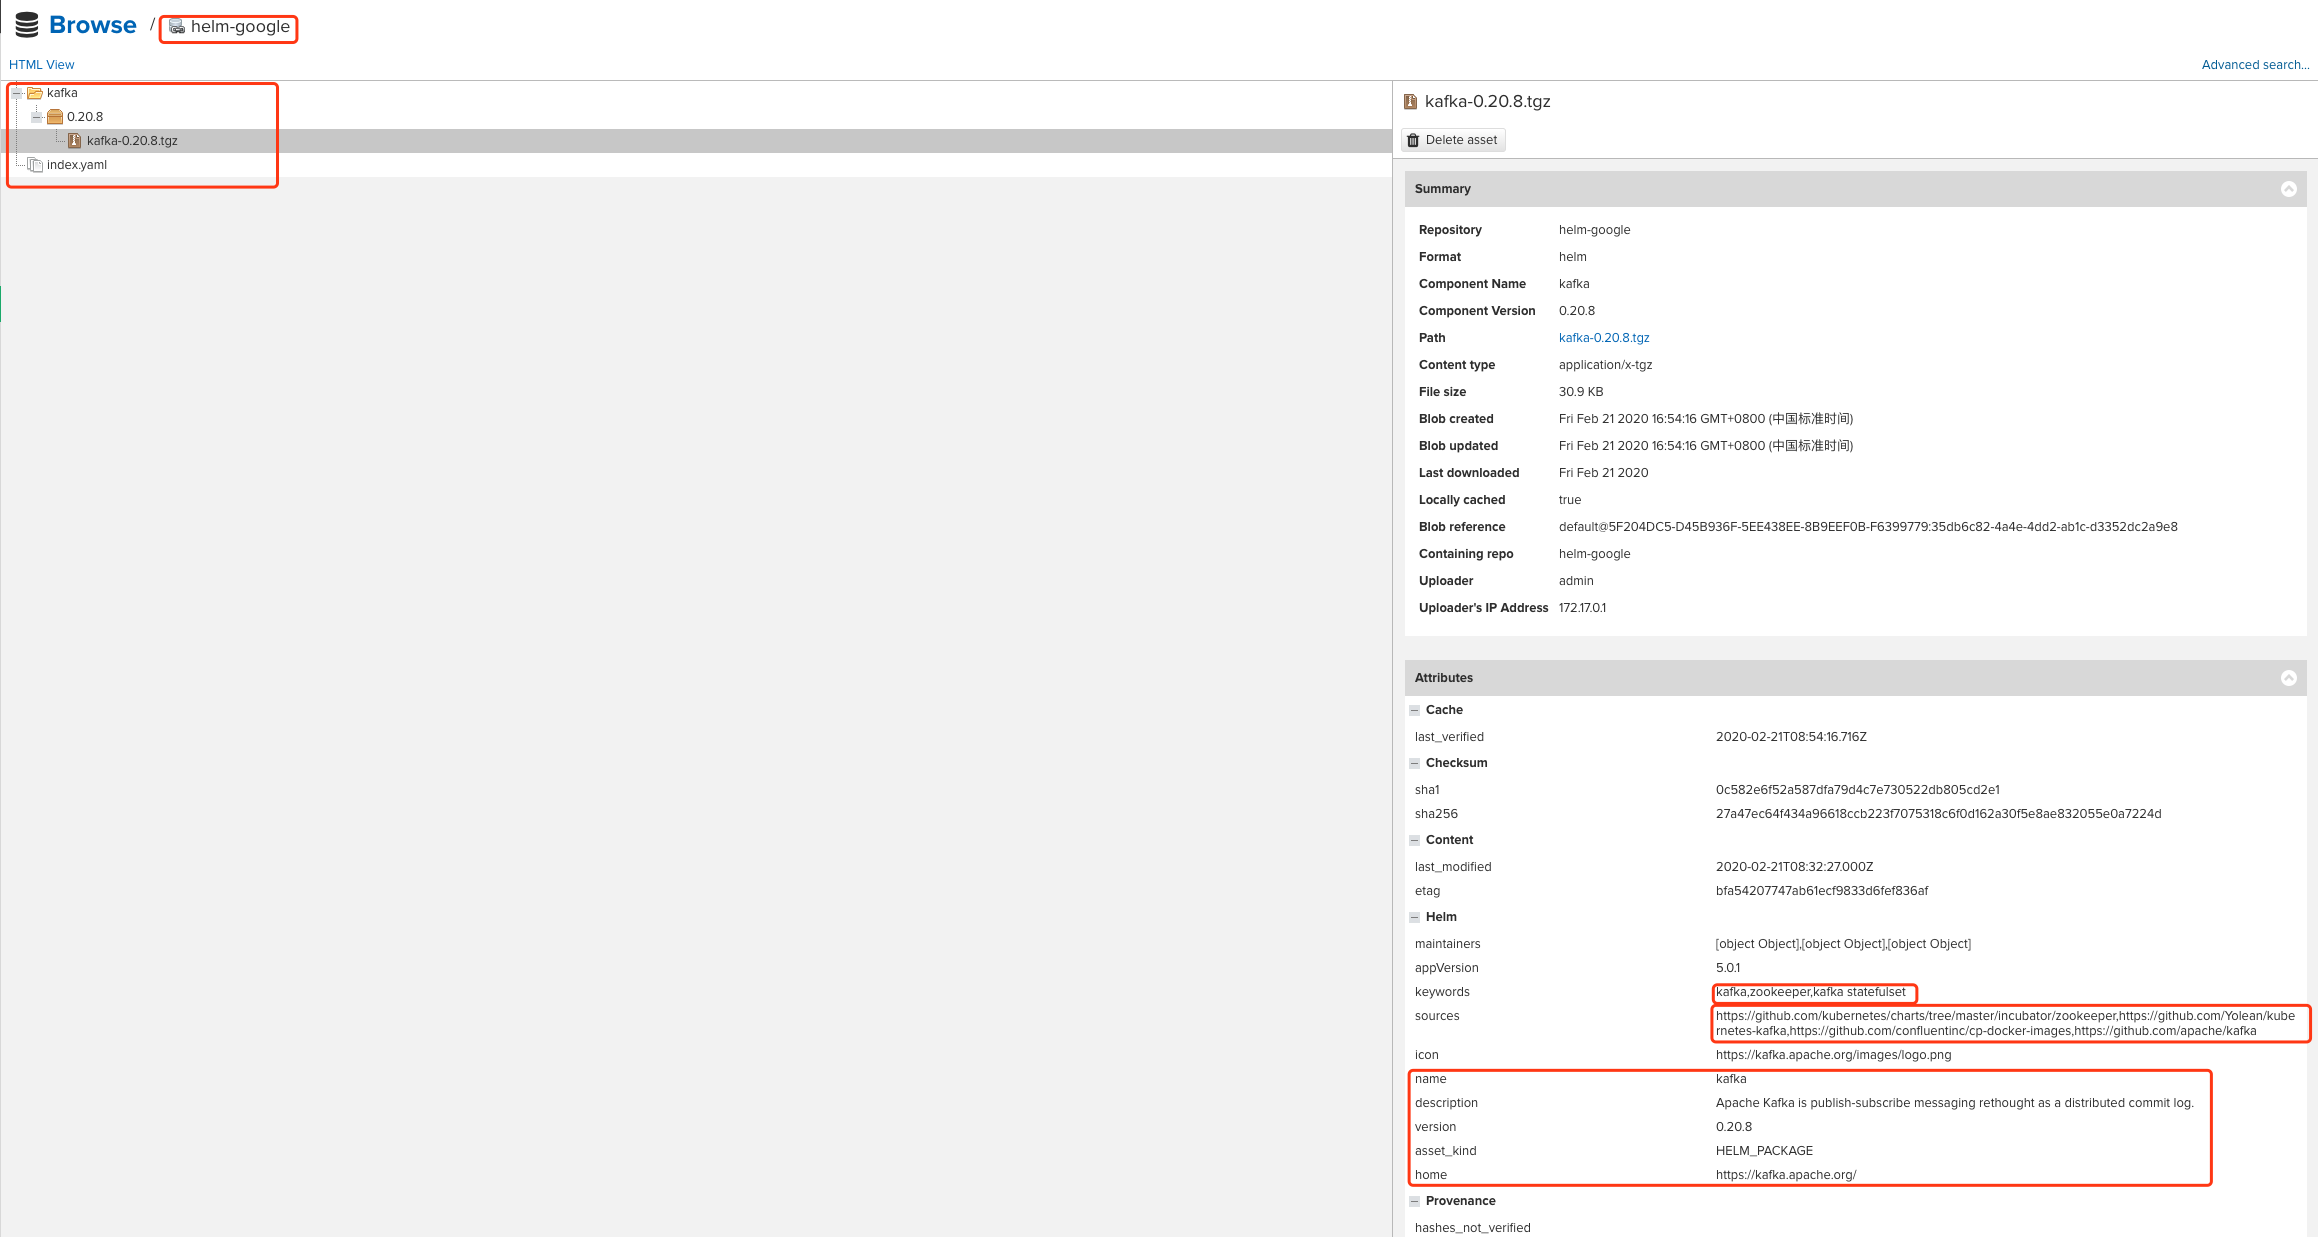 Browse / helm-google
HTML View
Advanced search...
kafka
0.20.8
kafka-0.20.8.tgz
index.yaml
kafka-0.20.8.tgz
Delete asset
Summary
Repository helm-google
Format helm
Component Name kafka
Component Version 0.20.8
Path kafka-0.20.8.tgz
Content type application/x-tgz
File size 30.9 KB
Blob created Fri Feb 21 2020 16:54:16 GMT+0800 (中国标准时间)
Blob updated Fri Feb 21 2020 16:54:16 GMT+0800 (中国标准时间)
Last downloaded Fri Feb 21 2020
Locally cached true
Blob reference default@5F204DC5-D45B936F-5EE438EE-8B9EEF0B-F6399779:35db6c82-4a4e-4dd2-ab1c-d3352dc2a9e8
Containing repo helm-google
Uploader admin
Uploader's IP Address 172.17.0.1
Attributes
Cache
last_verified 2020-02-21T08:54:16.716Z
Checksum
sha1 0c582e6f52a587dfa79d4c7e730522db805cd2e1
sha256 27a47ec64f434a96618ccb223f7075318c6f0d162a30f5e8ae832055e0a7224d
Content
last_modified 2020-02-21T08:32:27.000Z
etag bfa54207747ab61ecf9833d6fef836af
Helm
maintainers [object Object],[object Object],[object Object]
appVersion 5.0.1
keywords kafka,zookeeper,kafka statefulset
sources https://github.com/kubernetes/charts/tree/master/incubator/zookeeper,https://github.com/Yolean/kube
rnetes-kafka,https://github.com/confluentinc/cp-docker-images,https://github.com/apache/kafka
icon https://kafka.apache.org/images/logo.png
name kafka
description Apache Kafka is publish-subscribe messaging rethought as a distributed commit log.
version 0.20.8
asset_kind HELM_PACKAGE
home https://kafka.apache.org/
Provenance
hashes_not_verified